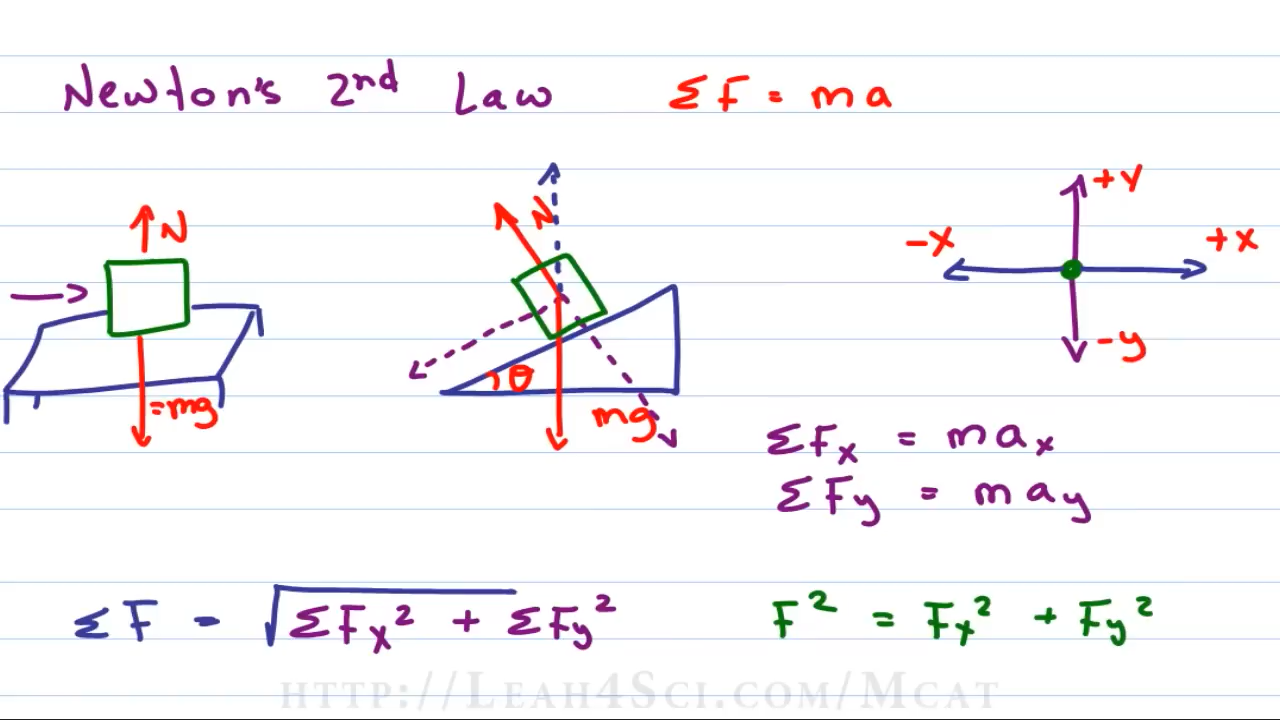 Newton's 2nd Law ΣF = ma
N
=mg
N
θ
mg
+y
-x
+x
-y
ΣFx = max
ΣFy = may
ΣF = √ΣFx² + ΣFy²
F² = Fx² + Fy²
http://Leah4Sci.com/Mcat